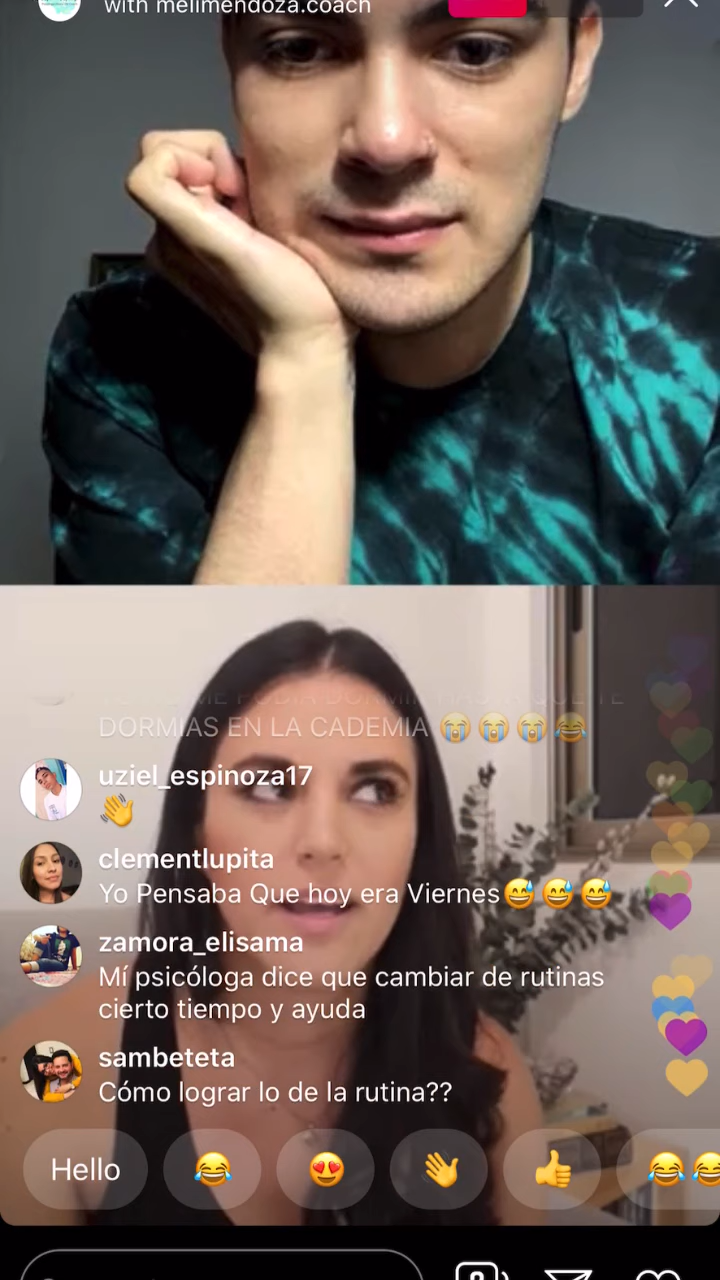 with melimendoza.coach
DORMIAS EN LA CADEMIA 😭😭😭😂
uziel_espinoza17
👋
clementlupita
Yo Pensaba Que hoy era Viernes😅😅😅
zamora_elisama
Mí psicóloga dice que cambiar de rutinas
cierto tiempo y ayuda
sambeteta
Cómo lograr lo de la rutina??
Hello 😂 😍 👋 👍 😂😂